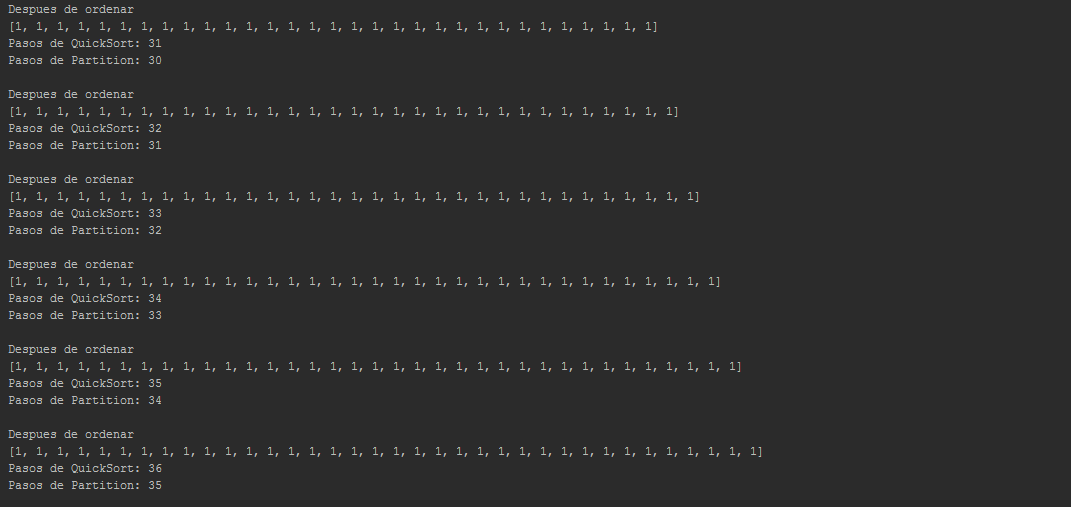 Despues de ordenar
[1, 1, 1, 1, 1, 1, 1, 1, 1, 1, 1, 1, 1, 1, 1, 1, 1, 1, 1, 1, 1, 1, 1, 1, 1, 1, 1, 1, 1, 1, 1]
Pasos de QuickSort: 31
Pasos de Partition: 30
Despues de ordenar
[1, 1, 1, 1, 1, 1, 1, 1, 1, 1, 1, 1, 1, 1, 1, 1, 1, 1, 1, 1, 1, 1, 1, 1, 1, 1, 1, 1, 1, 1, 1, 1]
Pasos de QuickSort: 32
Pasos de Partition: 31
Despues de ordenar
[1, 1, 1, 1, 1, 1, 1, 1, 1, 1, 1, 1, 1, 1, 1, 1, 1, 1, 1, 1, 1, 1, 1, 1, 1, 1, 1, 1, 1, 1, 1, 1, 1]
Pasos de QuickSort: 33
Pasos de Partition: 32
Despues de ordenar
[1, 1, 1, 1, 1, 1, 1, 1, 1, 1, 1, 1, 1, 1, 1, 1, 1, 1, 1, 1, 1, 1, 1, 1, 1, 1, 1, 1, 1, 1, 1, 1, 1, 1]
Pasos de QuickSort: 34
Pasos de Partition: 33
Despues de ordenar
[1, 1, 1, 1, 1, 1, 1, 1, 1, 1, 1, 1, 1, 1, 1, 1, 1, 1, 1, 1, 1, 1, 1, 1, 1, 1, 1, 1, 1, 1, 1, 1, 1, 1, 1]
Pasos de QuickSort: 35
Pasos de Partition: 34
Despues de ordenar
[1, 1, 1, 1, 1, 1, 1, 1, 1, 1, 1, 1, 1, 1, 1, 1, 1, 1, 1, 1, 1, 1, 1, 1, 1, 1, 1, 1, 1, 1, 1, 1, 1, 1, 1, 1]
Pasos de QuickSort: 36
Pasos de Partition: 35